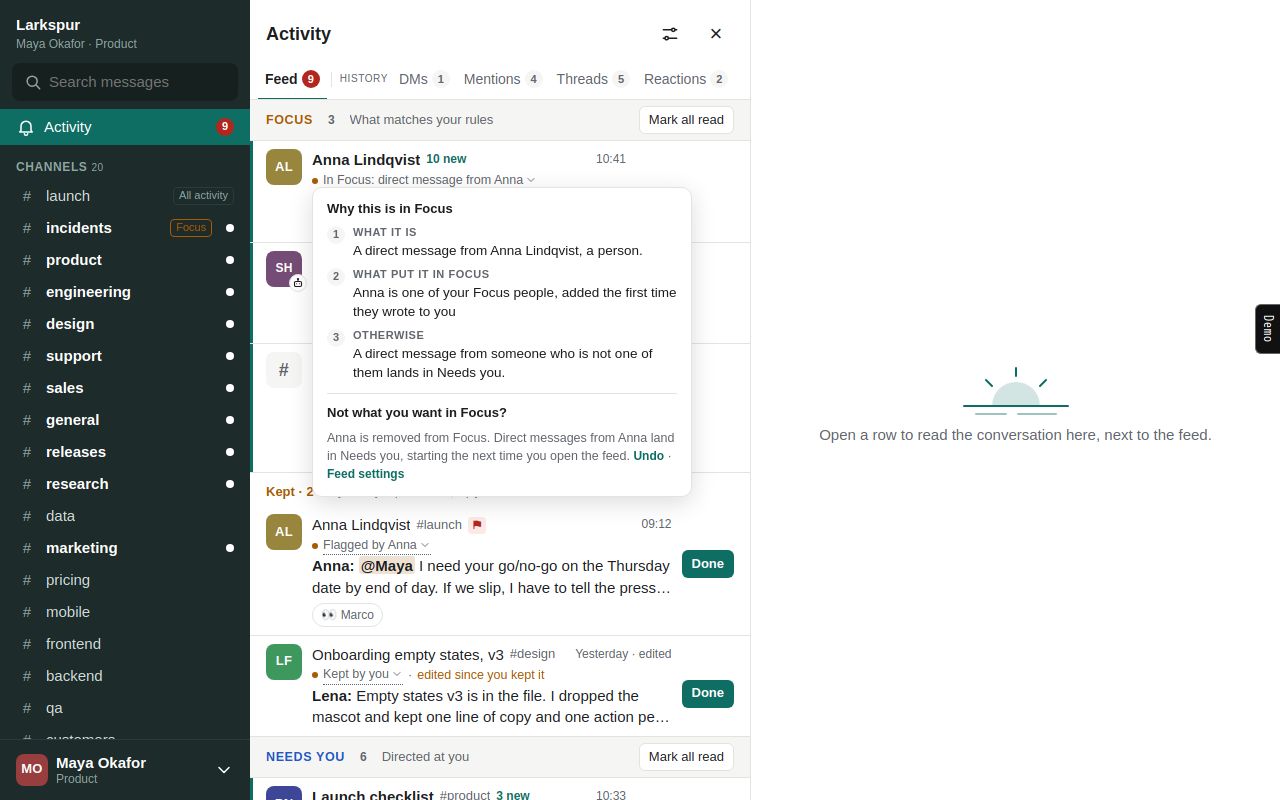 Larkspur
Maya Okafor · Product
Search messages
Activity 9
CHANNELS 20
# launch All activity
# incidents Focus
# product
# engineering
# design
# support
# sales
# general
# releases
# research
# data
# marketing
# pricing
# mobile
# frontend
# backend
# qa
# customers
MO Maya Okafor
Product
Activity
Feed 9 HISTORY DMs 1 Mentions 4 Threads 5 Reactions 2
FOCUS 3 What matches your rules Mark all read
AL Anna Lindqvist 10 new 10:41
In Focus: direct message from Anna
SH
#
Why this is in Focus
1 WHAT IT IS
A direct message from Anna Lindqvist, a person.
2 WHAT PUT IT IN FOCUS
Anna is one of your Focus people, added the first time
they wrote to you
3 OTHERWISE
A direct message from someone who is not one of
them lands in Needs you.
Not what you want in Focus?
Anna is removed from Focus. Direct messages from Anna land
in Needs you, starting the next time you open the feed. Undo ·
Feed settings
Kept · 2
AL Anna Lindqvist #launch 09:12
Flagged by Anna
Anna: @Maya I need your go/no-go on the Thursday
date by end of day. If we slip, I have to tell the press…
Done
👀 Marco
LF Onboarding empty states, v3 #design Yesterday · edited
Kept by you · edited since you kept it
Lena: Empty states v3 is in the file. I dropped the
mascot and kept one line of copy and one action pe…
Done
NEEDS YOU 6 Directed at you Mark all read
Launch checklist #product 3 new 10:33
Open a row to read the conversation here, next to the feed.
Demo